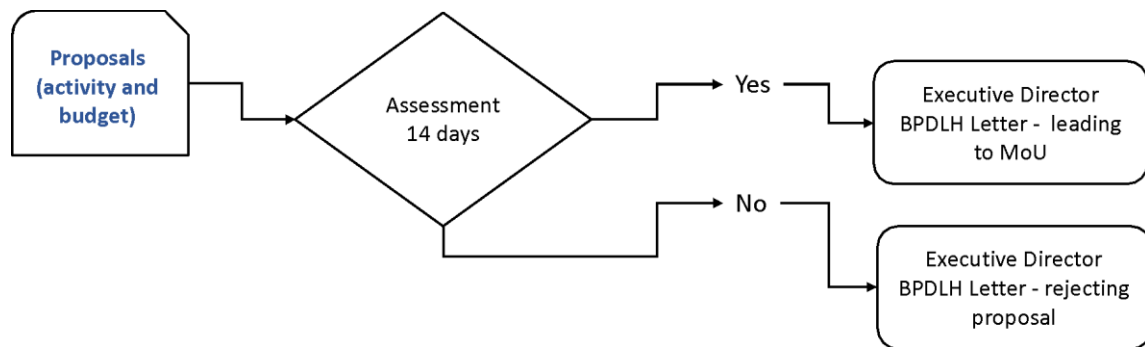 Proposals
(activity and
budget)
Assessment
14 days
Yes
Executive Director
BPDLH Letter - leading
to MoU
No
Executive Director
BPDLH Letter - rejecting
proposal